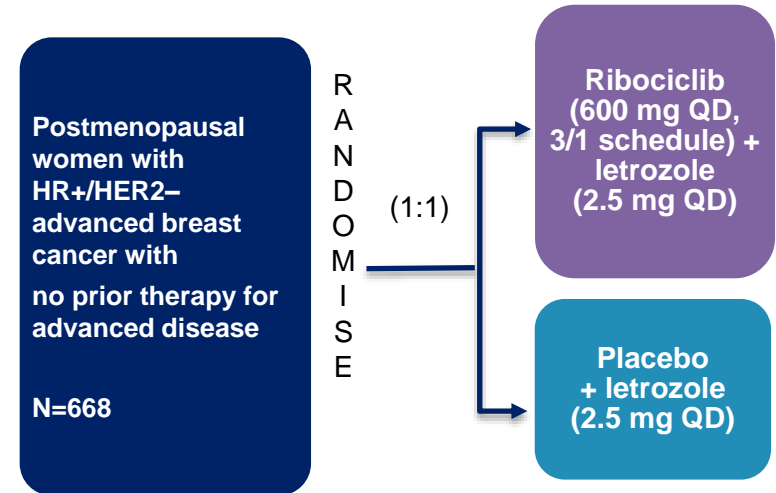 Postmenopausal
women with
HR+/HER2–
advanced breast
cancer with
no prior therapy for
advanced disease
N=668
R
A
N
D
O
M
I
S
E
(1:1)
Ribociclib
(600 mg QD,
3/1 schedule) +
letrozole
(2.5 mg QD)
Placebo
+ letrozole
(2.5 mg QD)